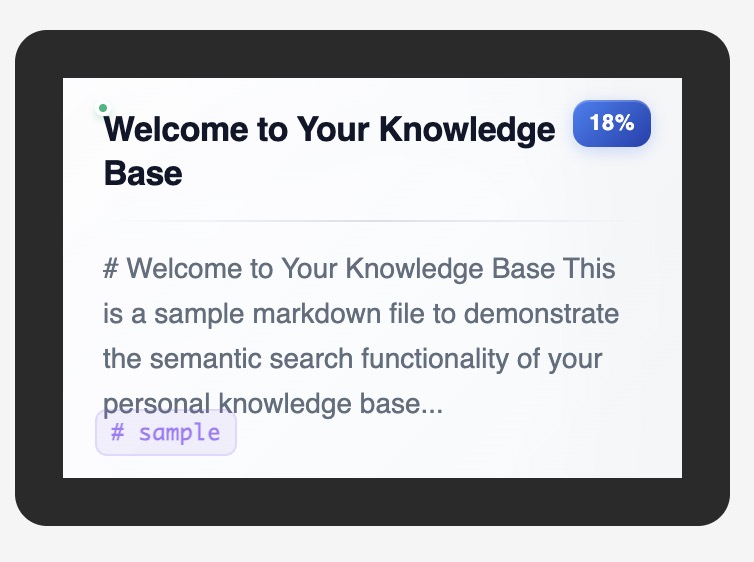 Welcome to Your Knowledge
Base
18%
# Welcome to Your Knowledge Base This
is a sample markdown file to demonstrate
the semantic search functionality of your
personal knowledge base...
# sample